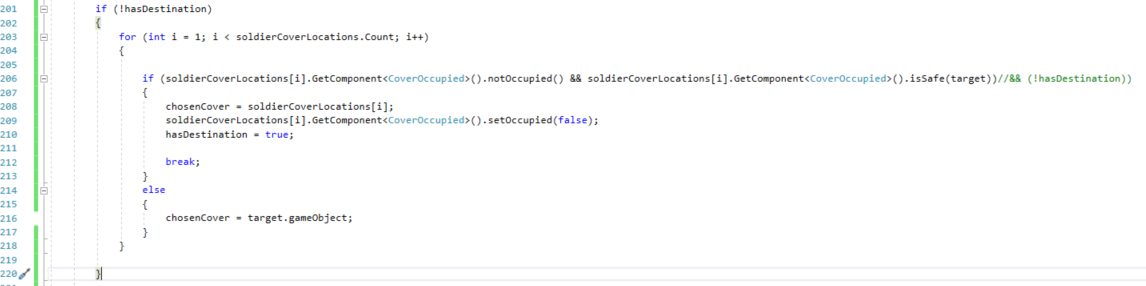 201 if (!hasDestination)
202 {
203 for (int i = 1; i < soldierCoverLocations.Count; i++)
204 {
205
206 if (soldierCoverLocations[i].GetComponent<CoverOccupied>().notOccupied() && soldierCoverLocations[i].GetComponent<CoverOccupied>().isSafe(target))//&& (!hasDestination))
207 {
208 chosenCover = soldierCoverLocations[i];
209 soldierCoverLocations[i].GetComponent<CoverOccupied>().setOccupied(false);
210 hasDestination = true;
211
212 break;
213 }
214 else
215 {
216 chosenCover = target.gameObject;
217 }
218 }
219
220 }